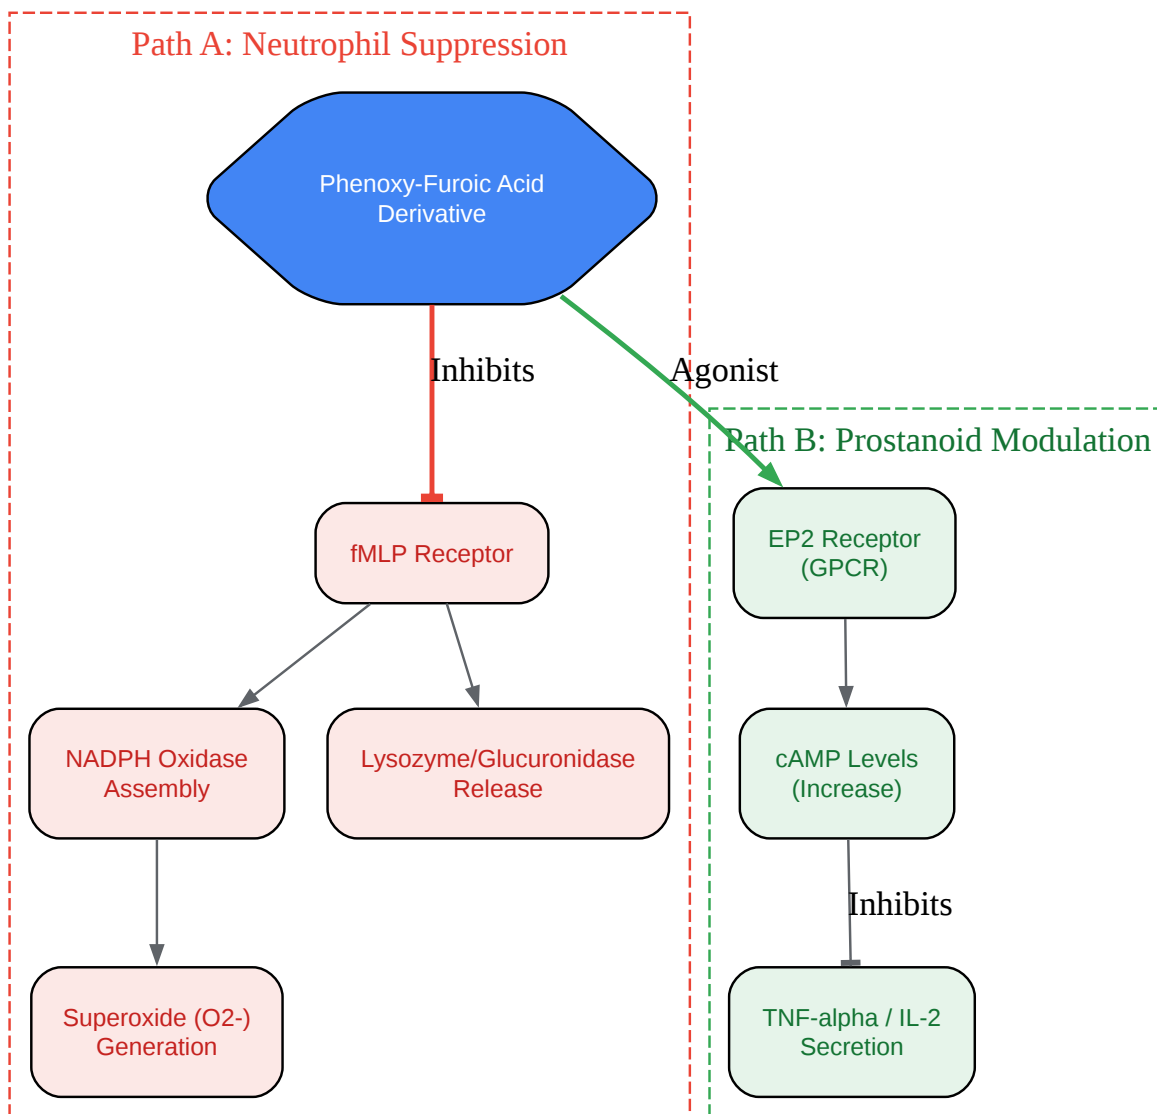 Path A: Neutrophil Suppression
Phenoxy-Furoic Acid
Derivative
Inhibits
Agonist
Path B: Prostanoid Modulation
fMLP Receptor
EP2 Receptor
(GPCR)
NADPH Oxidase
Assembly
Lysozyme/Glucuronidase
Release
cAMP Levels
(Increase)
Inhibits
Superoxide (O2-)
Generation
TNF-alpha / IL-2
Secretion